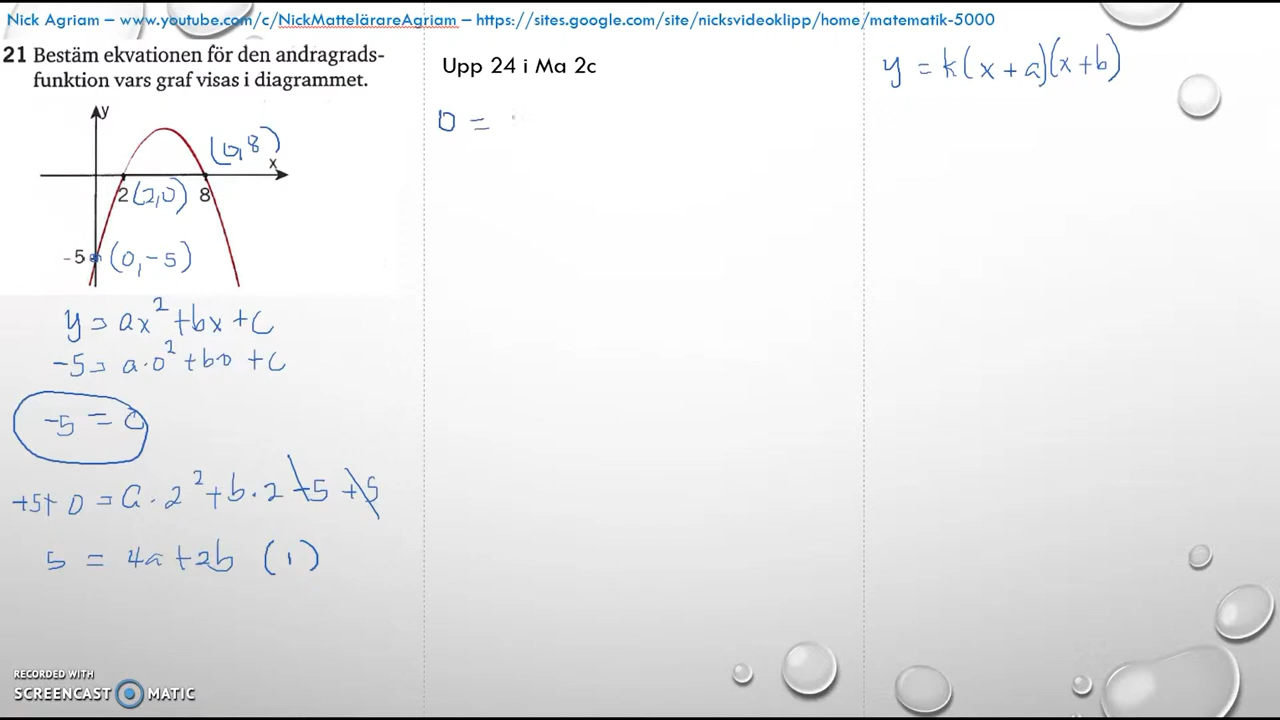 Nick Agriam – www.youtube.com/c/NickMattelärareAgriam – https://sites.google.com/site/nicksvideoklipp/home/matematik-5000
21 Bestäm ekvationen för den andragrads-
funktion vars graf visas i diagrammet.
y
(0,8)
x
2 (2,0) 8
-5 (0,-5)
y = ax² + bx + c
-5 = a·0² + b·0 + c
-5 = c
+5+ 0 = a·2² + b·2 -5 +5
5 = 4a + 2b (1)
Upp 24 i Ma 2c
0 =
y = k(x + a)(x + b)
RECORDED WITH
SCREENCAST MATIC